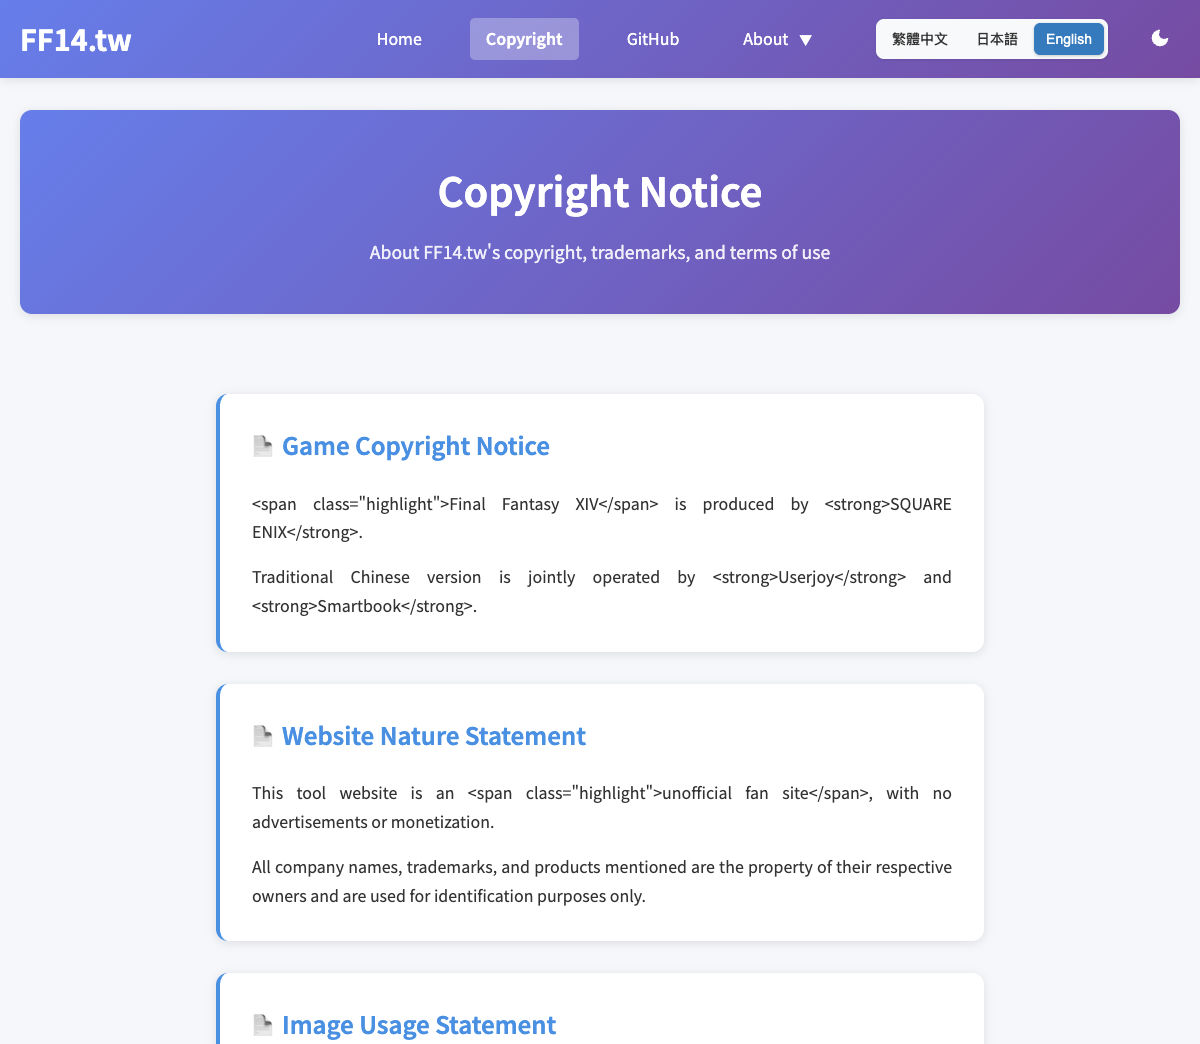 FF14.tw
Home
Copyright
GitHub
About ▼
繁體中文
日本語
English
Copyright Notice
About FF14.tw's copyright, trademarks, and terms of use
Game Copyright Notice
<span class="highlight">Final Fantasy XIV</span> is produced by <strong>SQUARE
ENIX</strong>.
Traditional Chinese version is jointly operated by <strong>Userjoy</strong> and
<strong>Smartbook</strong>.
Website Nature Statement
This tool website is an <span class="highlight">unofficial fan site</span>, with no
advertisements or monetization.
All company names, trademarks, and products mentioned are the property of their respective
owners and are used for identification purposes only.
Image Usage Statement